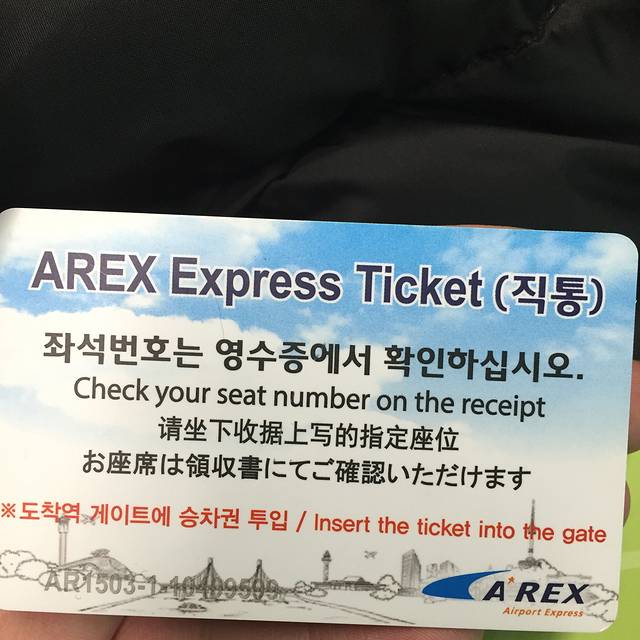 AREX Express Ticket (직통)
좌석번호는 영수증에서 확인하십시오.
Check your seat number on the receipt
请坐下收据上写的指定座位
お座席は領収書にてご確認いただけます
※도착역 게이트에 승차권 투입 / Insert the ticket into the gate
A'REX
Airport Express